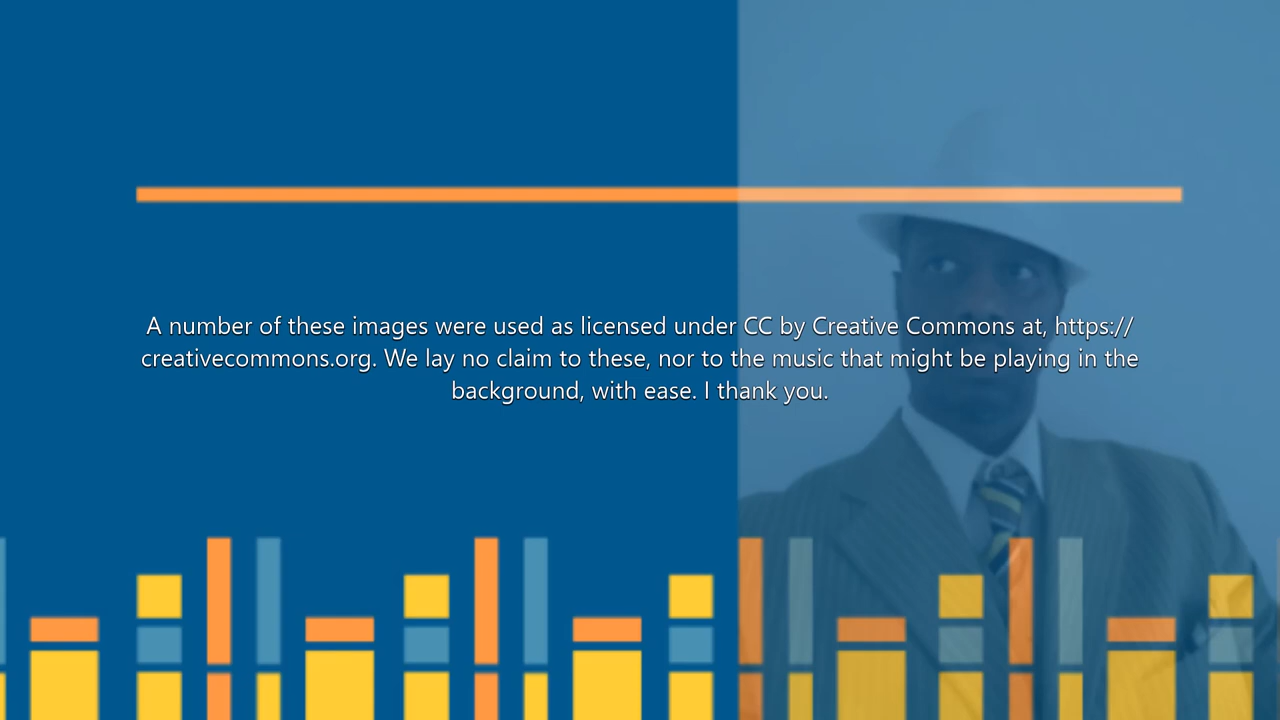 A number of these images were used as licensed under CC by Creative Commons at, https://
creativecommons.org. We lay no claim to these, nor to the music that might be playing in the
background, with ease. I thank you.